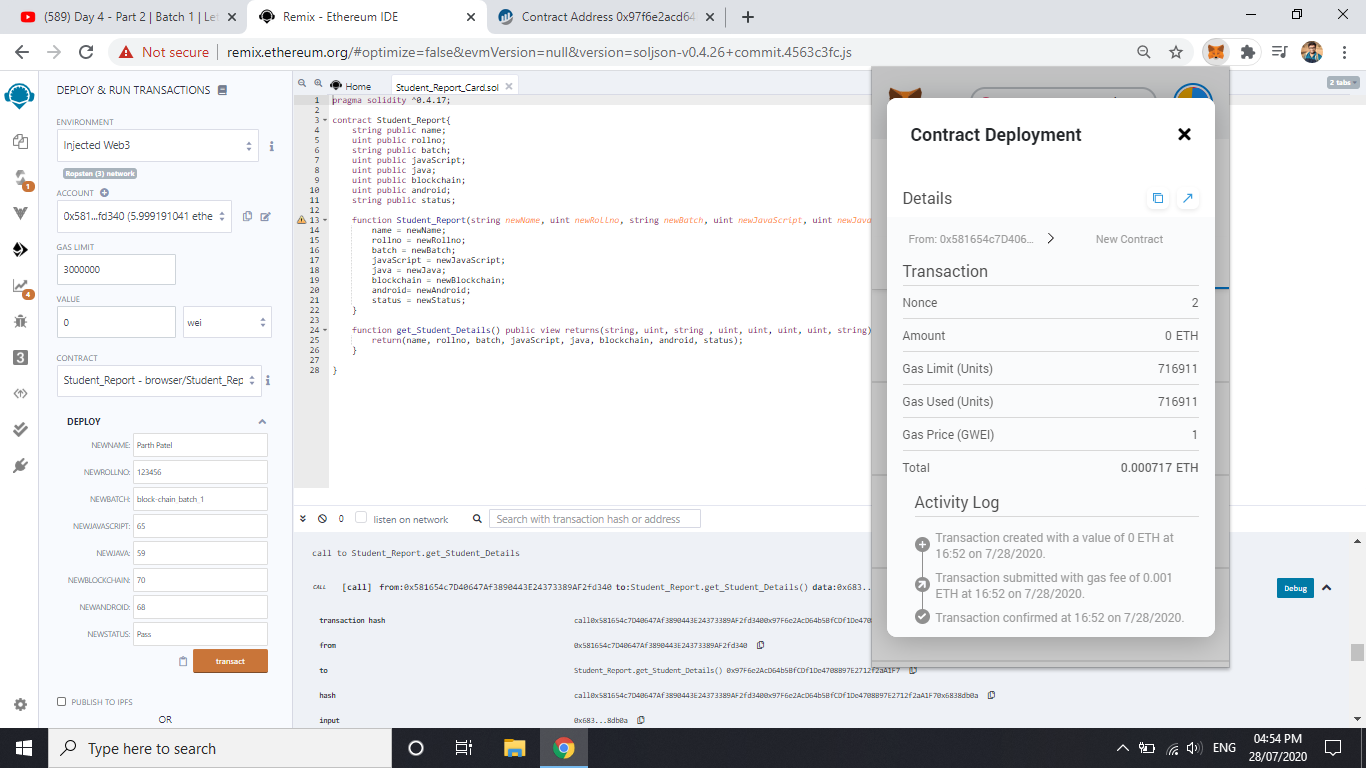 (589) Day 4 - Part 2 | Batch 1 | Le
Remix - Ethereum IDE
Contract Address 0x97f6e2acd64
Not secure
remix.ethereum.org/#optimize=false&evmVersion=null&version=soljson-v0.4.26+commit.4563c3fc.js
DEPLOY & RUN TRANSACTIONS
ENVIRONMENT
Injected Web3
Ropsten (3) network
ACCOUNT
0x581...fd340 (5.999191041 ethe
GAS LIMIT
3000000
VALUE
0
wei
CONTRACT
Student_Report - browser/Student_Rep
DEPLOY
NEWNAME: Parth Patel
NEWROLLNO: 123456
NEWBATCH: block-chain_batch_1
NEWJAVASCRIPT: 65
NEWJAVA: 59
NEWBLOCKCHAIN: 70
NEWANDROID: 68
NEWSTATUS: Pass
transact
PUBLISH TO IPFS
OR
1
4
3
Home
Student_Report_Card.sol
2 tabs
1 pragma solidity ^0.4.17;
2
3 contract Student_Report{
4 string public name;
5 uint public rollno;
6 string public batch;
7 uint public javaScript;
8 uint public java;
9 uint public blockchain;
10 uint public android;
11 string public status;
12
13 function Student_Report(string newName, uint newRollno, string newBatch, uint newJavaScript, uint newJava
14 name = newName;
15 rollno = newRollno;
16 batch = newBatch;
17 javaScript = newJavaScript;
18 java = newJava;
19 blockchain = newBlockchain;
20 android= newAndroid;
21 status = newStatus;
22 }
23
24 function get_Student_Details() public view returns(string, uint, string , uint, uint, uint, uint, string)
25 return(name, rollno, batch, javaScript, java, blockchain, android, status);
26 }
27
28 }
0
listen on network
Search with transaction hash or address
call to Student_Report.get_Student_Details
CALL [call] from:0x581654c7D40647Af3890443E24373389AF2fd340 to:Student_Report.get_Student_Details() data:0x683...
Debug
transaction hash
call0x581654c7D40647Af3890443E24373389AF2fd3400x97F6e2AcD64b5BfCDf1De4708
from
0x581654c7D40647Af3890443E24373389AF2fd340
to
Student_Report.get_Student_Details() 0x97F6e2AcD64b5BfCDf1De4708B97E2712f2aA1F7
hash
call0x581654c7D40647Af3890443E24373389AF2fd3400x97F6e2AcD64b5BfCDf1De4708B97E2712f2aA1F70x6838db0a
input
0x683...8db0a
Contract Deployment
Details
From: 0x581654c7D406...
New Contract
Transaction
Nonce 2
Amount 0 ETH
Gas Limit (Units) 716911
Gas Used (Units) 716911
Gas Price (GWEI) 1
Total 0.000717 ETH
Activity Log
Transaction created with a value of 0 ETH at
16:52 on 7/28/2020.
Transaction submitted with gas fee of 0.001
ETH at 16:52 on 7/28/2020.
Transaction confirmed at 16:52 on 7/28/2020.
Type here to search
ENG
04:54 PM
28/07/2020